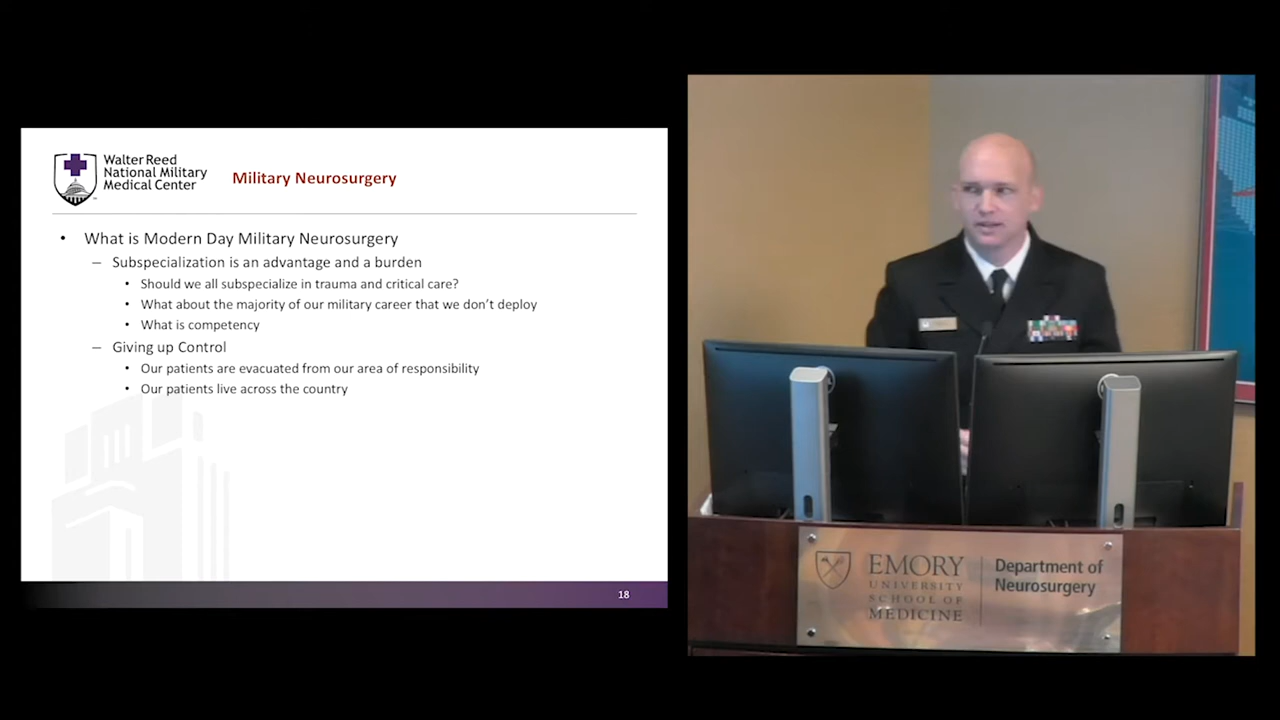 Walter Reed
National Military
Medical Center
Military Neurosurgery
• What is Modern Day Military Neurosurgery
– Subspecialization is an advantage and a burden
• Should we all subspecialize in trauma and critical care?
• What about the majority of our military career that we don't deploy
• What is competency
– Giving up Control
• Our patients are evacuated from our area of responsibility
• Our patients live across the country
18
EMORY
UNIVERSITY
SCHOOL OF
MEDICINE
Department of
Neurosurgery